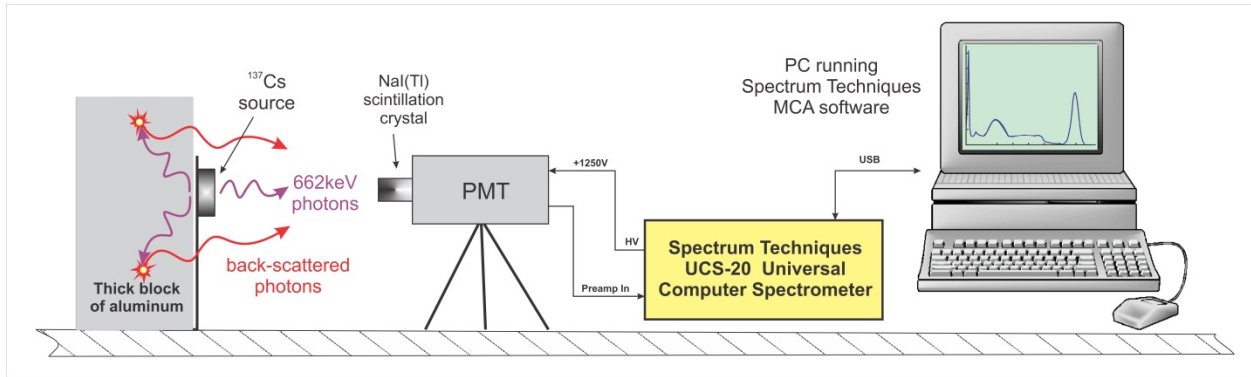 ¹³⁷Cs
source
NaI(Tl)
scintillation
crystal
PC running
Spectrum Techniques
MCA software
662keV
photons
PMT
+1250V
USB
HV
Preamp In
Spectrum Techniques
UCS-20 Universal
Computer Spectrometer
back-scattered
photons
Thick block
of aluminum